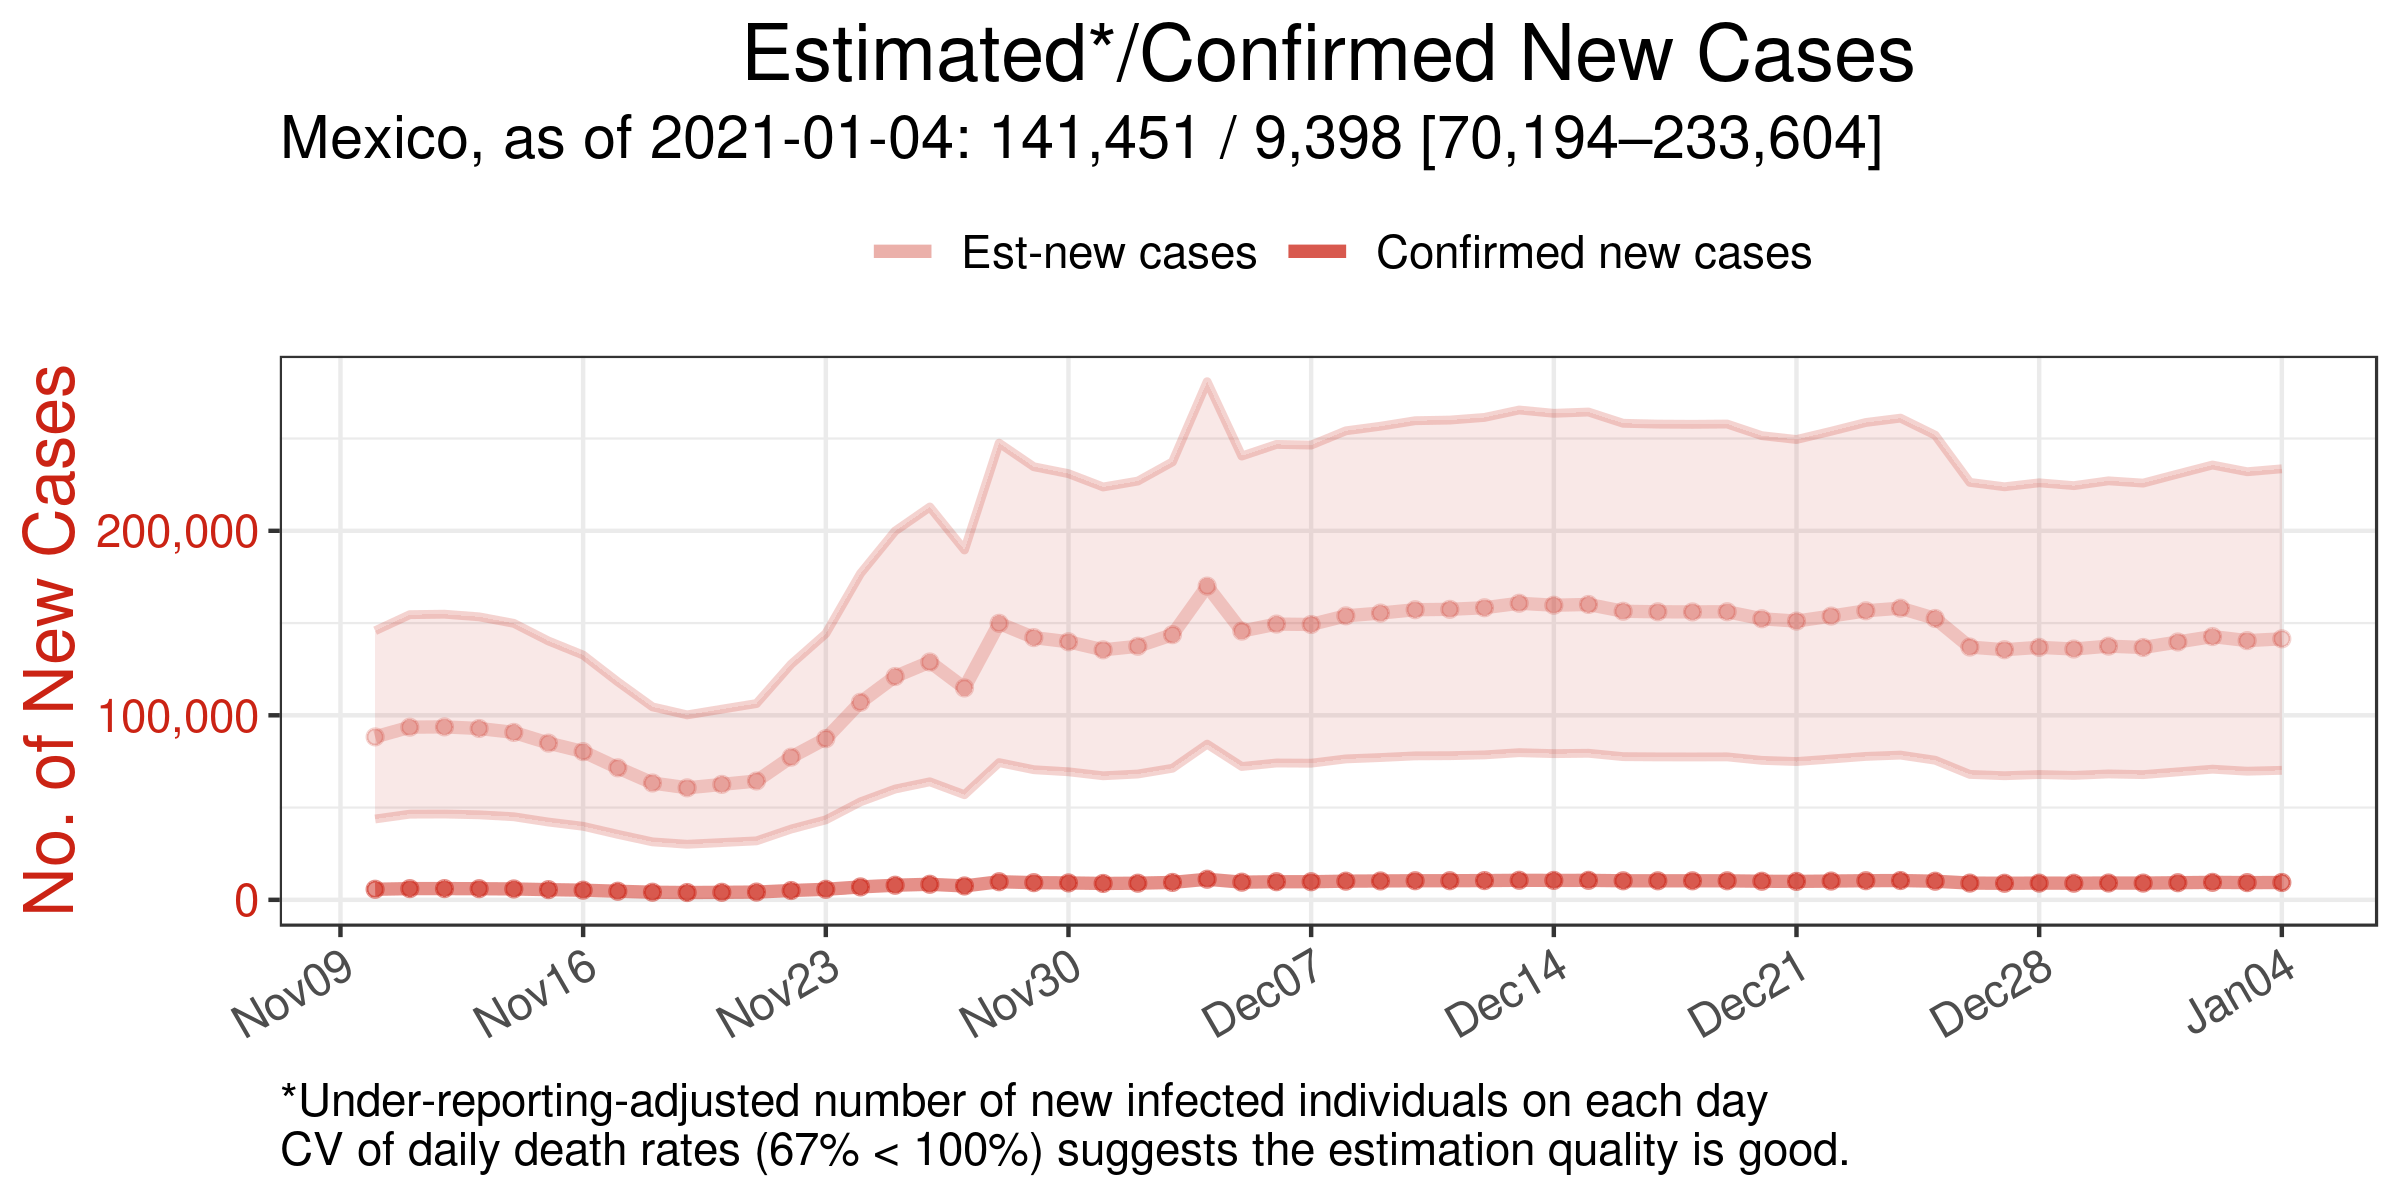 Estimated*/Confirmed New Cases
Mexico, as of 2021-01-04: 141,451 / 9,398 [70,194–233,604]
Est-new cases
Confirmed new cases
No. of New Cases
200,000
100,000
0
Nov09
Nov16
Nov23
Nov30
Dec07
Dec14
Dec21
Dec28
Jan04
*Under-reporting-adjusted number of new infected individuals on each day
CV of daily death rates (67% < 100%) suggests the estimation quality is good.